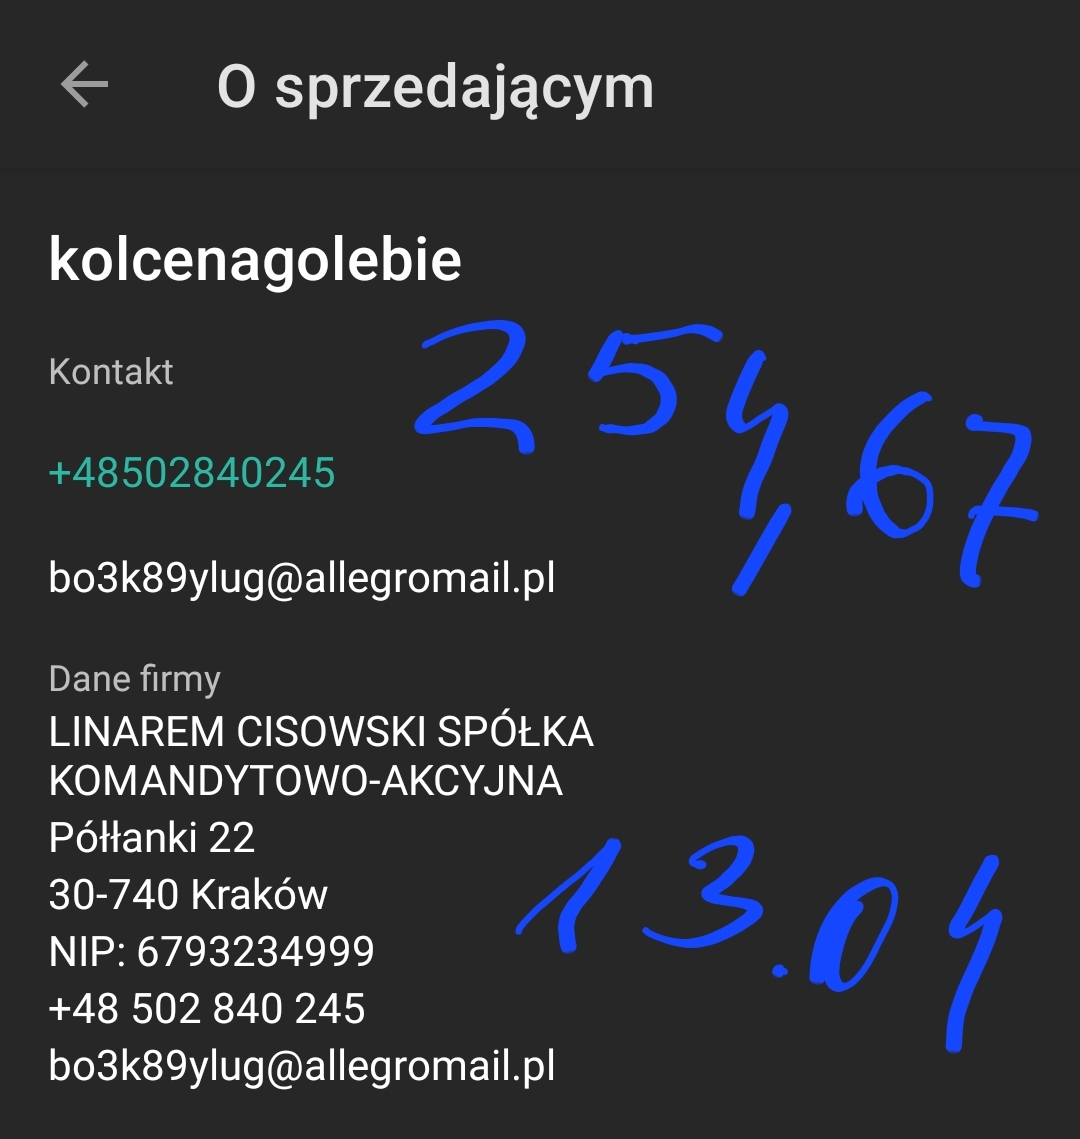 O sprzedającym
kolcenagolebie
Kontakt
254,67
+48502840245
bo3k89ylug@allegromail.pl
Dane firmy
LINAREM CISOWSKI SPÓŁKA
KOMANDYTOWO-AKCYJNA
Półłanki 22
30-740 Kraków
13.04
NIP: 6793234999
+48 502 840 245
bo3k89ylug@allegromail.pl